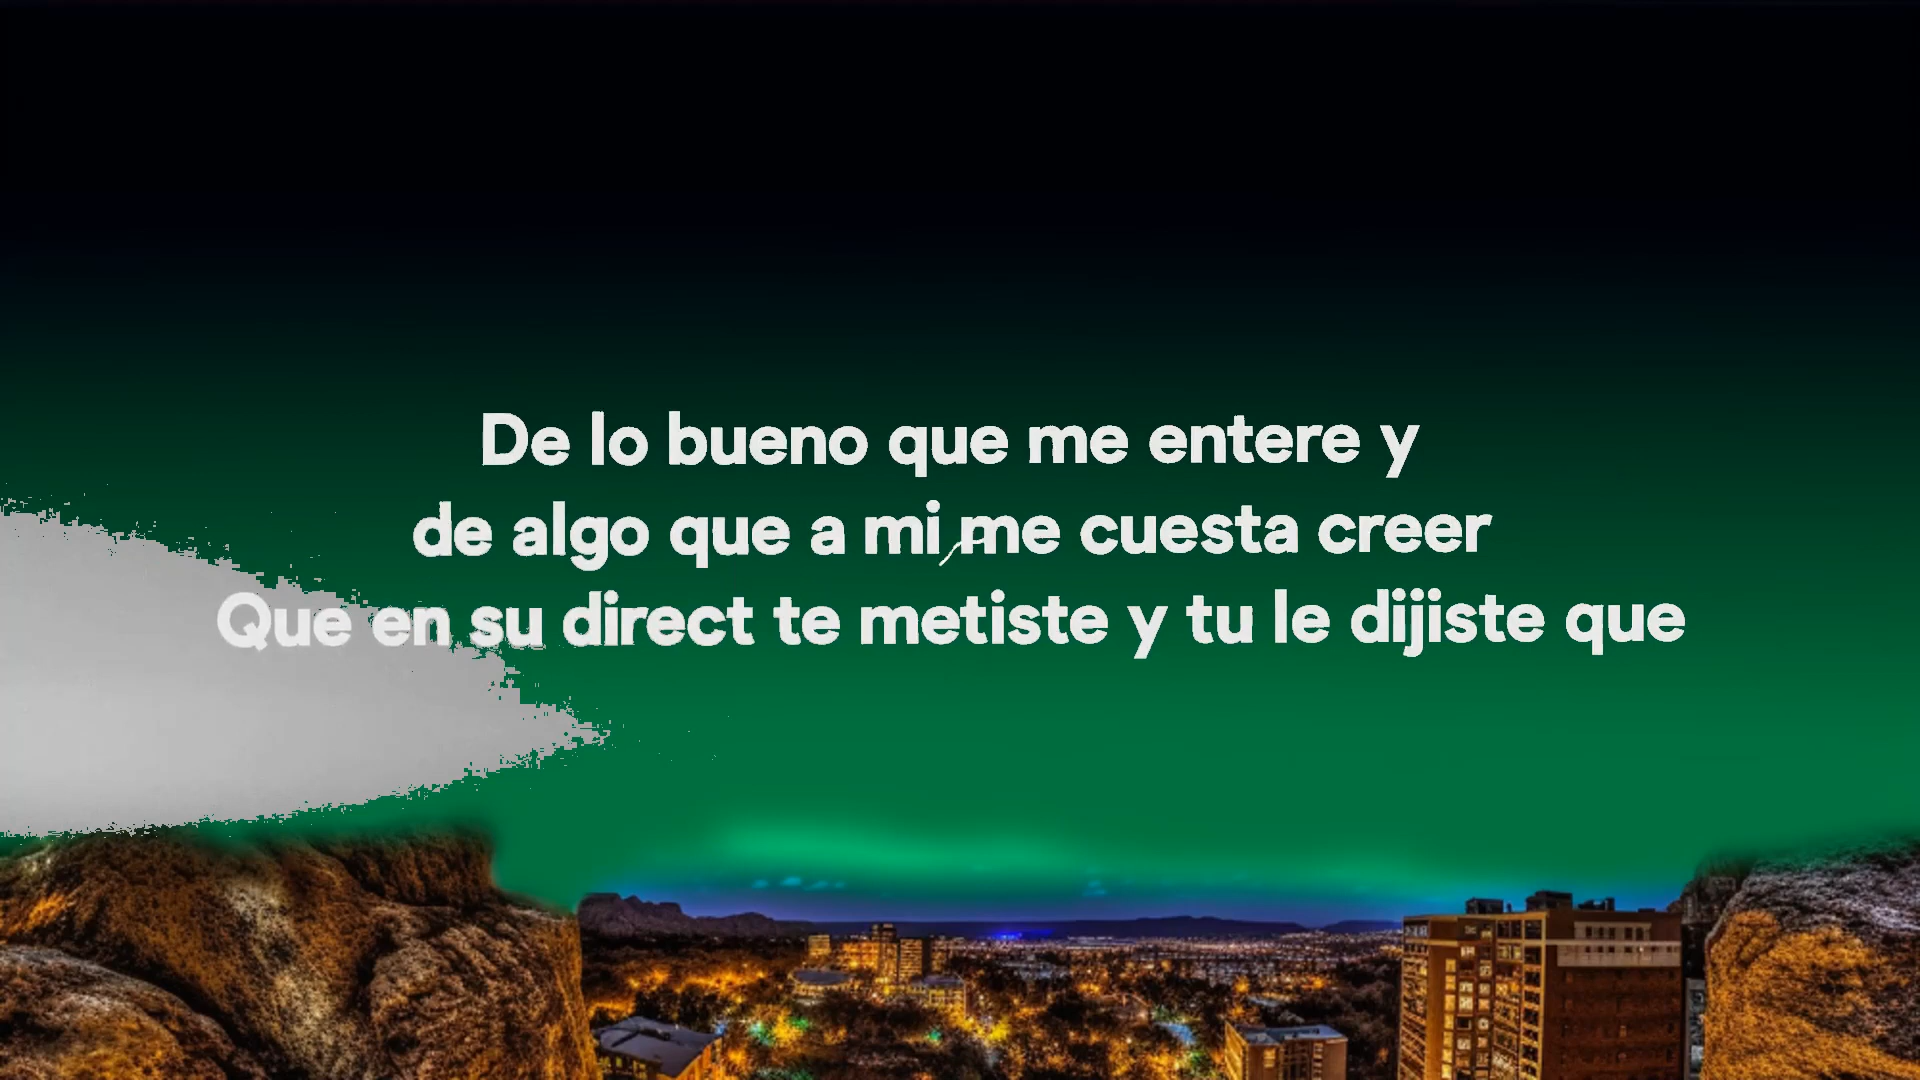 De lo bueno que me entere y
de algo que a mi me cuesta creer
Que en su direct te metiste y tu le dijiste que